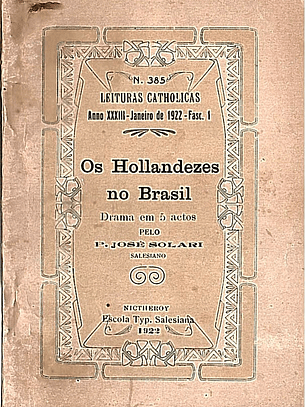 N. 385
LEITURAS CATHOLICAS
Anno XXXIII-Janeiro de 1922-Fasc. 1
Os Hollandezes
no Brasil
Drama em 5 actos
PELO
P. JOSÉ SOLARI
SALESIANO
NICTHEROY
Escola Typ. Salesiana
1922